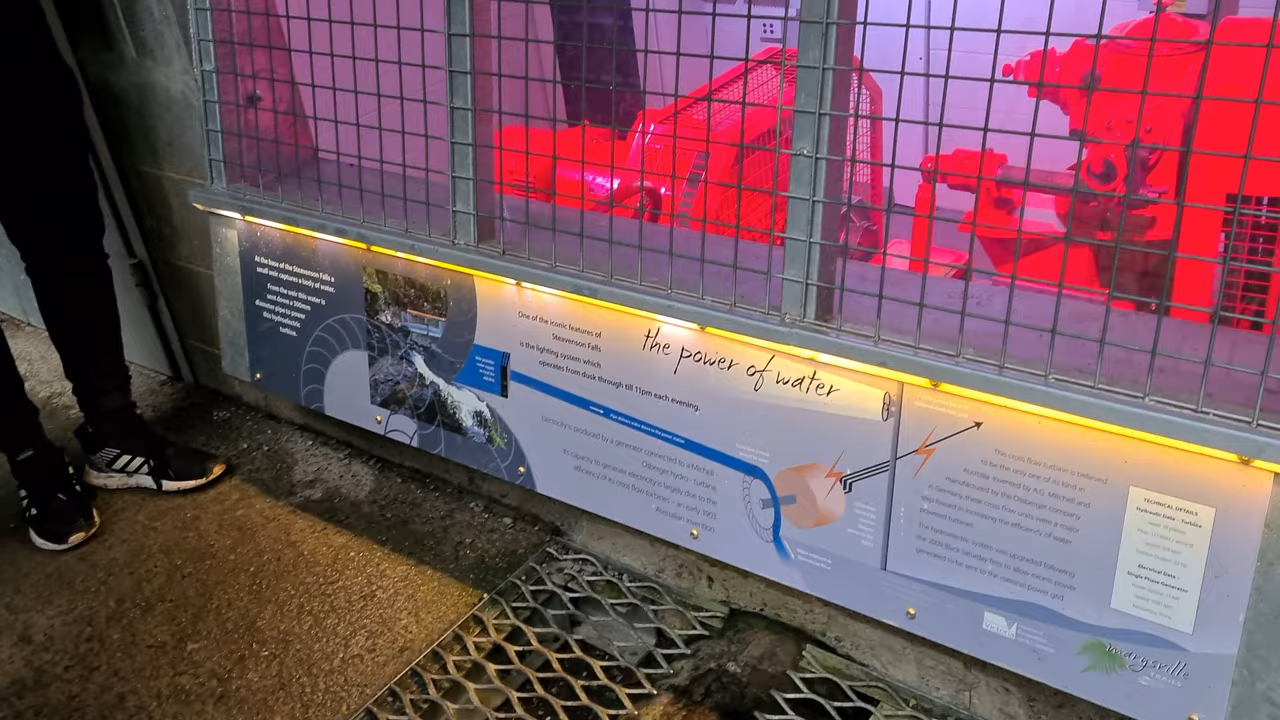 At the base of the Steavenson Falls a
small weir captures a body of water.
From the weir this water is
sent down a 500mm
diameter pipe to power
this hydroelectric
turbine.
One of the iconic features of
Steavenson Falls
is the lighting system which
operates from dusk through till 11pm each evening.
the power of water
Electricity is produced by a generator connected to a Michell -
Osberger hydro - turbine.
Its capacity to generate electricity is largely due to the
efficiency of its cross flow turbines – an early 1903
Australian invention.
This cross flow turbine is believed
to be the only one of its kind in
Australia. Invented by A.G. Mitchell and
manufactured by the Ossberger company
in Germany, these cross flow units were a major
step forward in increasing the efficiency of water
powered turbines.
The hydroelectric system was upgraded following
the 2009 Black Saturday fires to allow excess power
generated to be sent to the national power grid.
TECHNICAL DETAILS
Hydraulic Data - Turbine
Electrical Data -
Single Phase Generator
Victoria
marysville
TRAILS